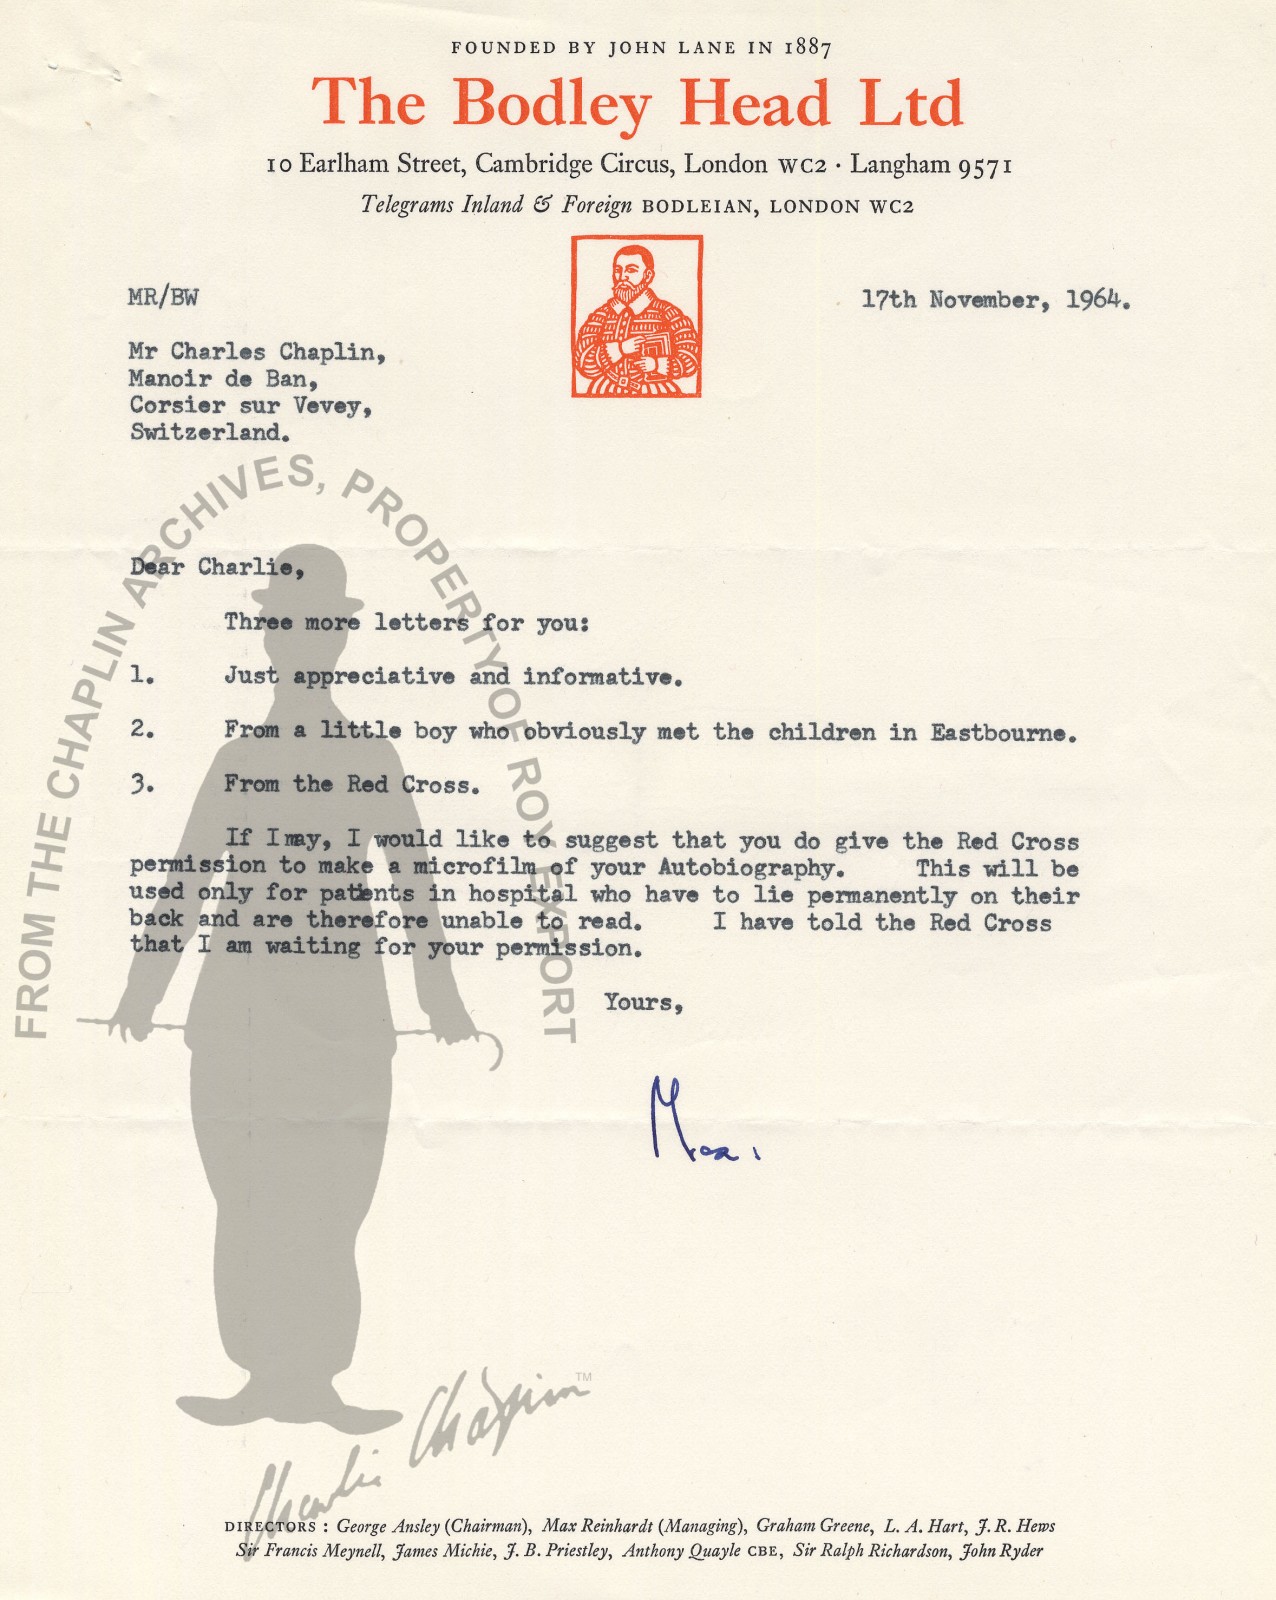 FOUNDED BY JOHN LANE IN 1887
The Bodley Head Ltd
10 Earlham Street, Cambridge Circus, London WC2 · Langham 9571
Telegrams Inland & Foreign BODLEIAN, LONDON WC2
MR/BW
17th November, 1964.
Mr Charles Chaplin,
Manoir de Ban,
Corsier sur Vevey,
Switzerland.
FROM THE CHAPLIN ARCHIVES, PROPERTY OF ROY EXPORT
Dear Charlie,
Three more letters for you:
1. Just appreciative and informative.
2. From a little boy who obviously met the children in Eastbourne.
3. From the Red Cross.
If I may, I would like to suggest that you do give the Red Cross
permission to make a microfilm of your Autobiography. This will be
used only for patients in hospital who have to lie permanently on their
back and are therefore unable to read. I have told the Red Cross
that I am waiting for your permission.
Yours,
Max.
Charlie Chaplin™
DIRECTORS : George Ansley (Chairman), Max Reinhardt (Managing), Graham Greene, L. A. Hart, J. R. Hews
Sir Francis Meynell, James Michie, J. B. Priestley, Anthony Quayle CBE, Sir Ralph Richardson, John Ryder